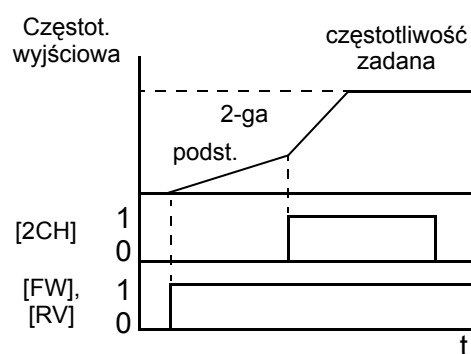 Częstot.
wyjściowa
częstotliwość
zadana
2-ga
podst.
[2CH]
1
0
[FW],
[RV]
1
0
t